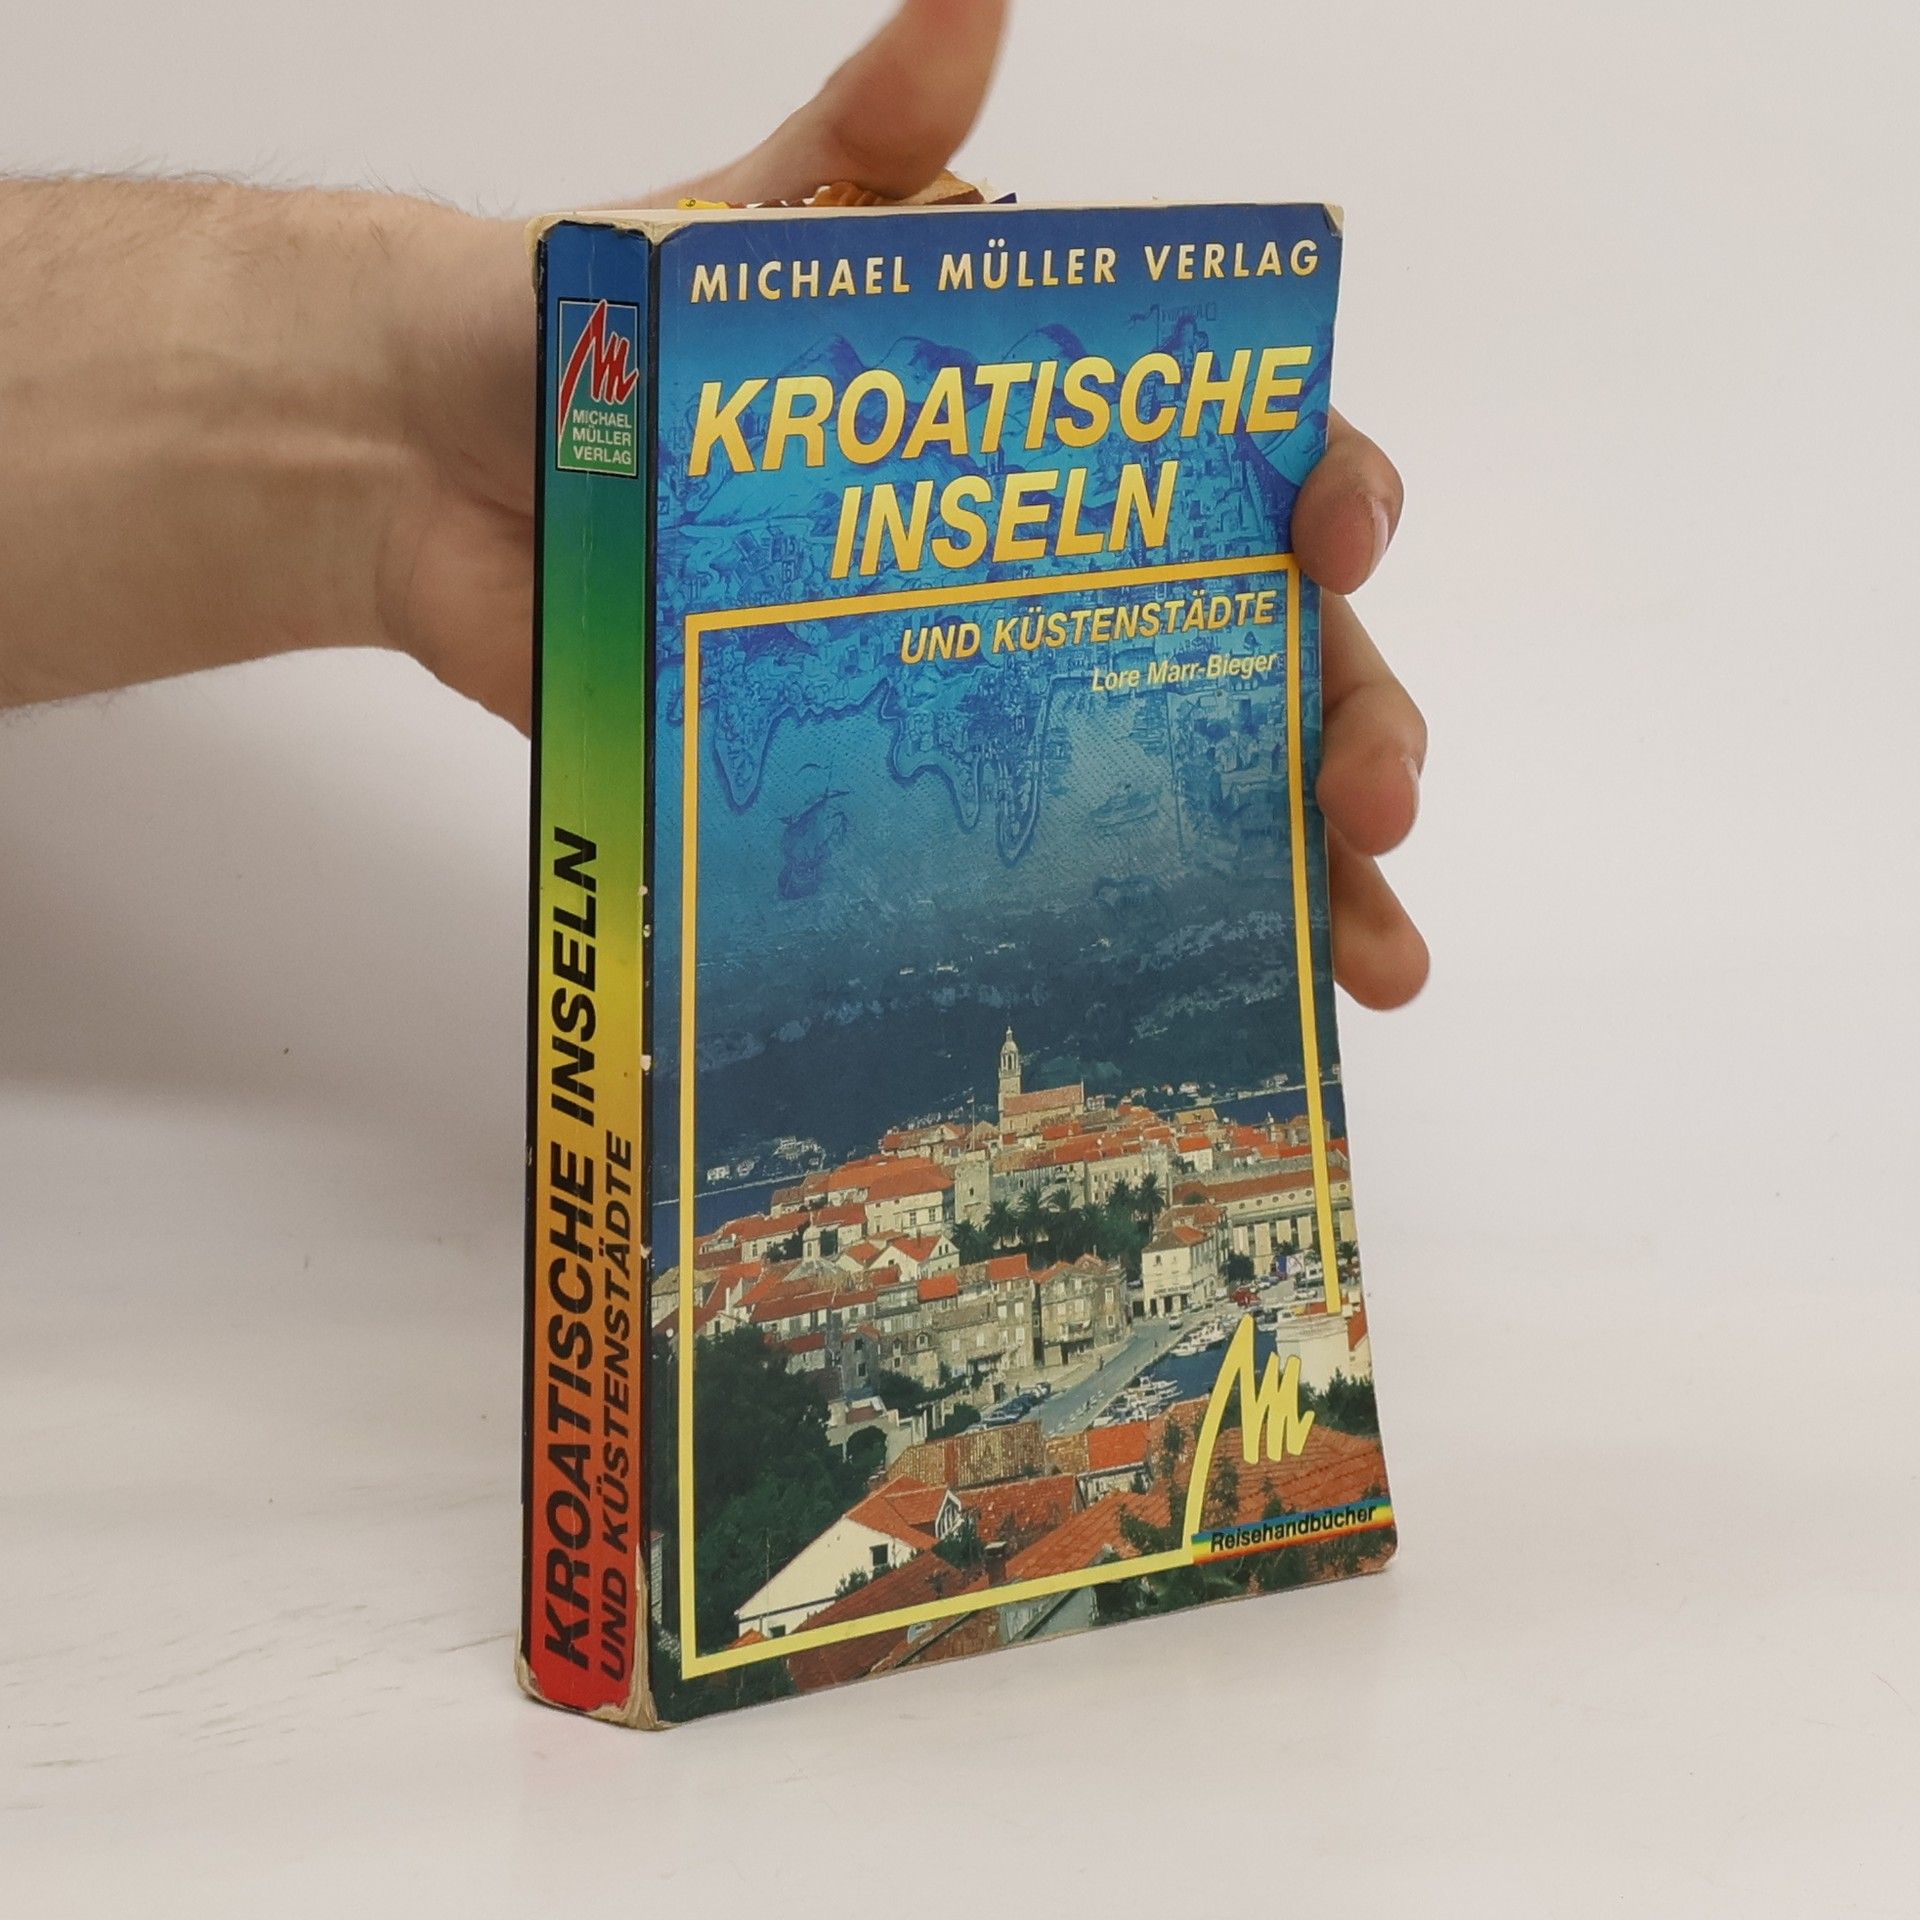 MICHAEL MÜLLER VERLAG
KROATISCHE
INSELN
UND KÜSTENSTÄDTE
Lore Marr-Bieger
Reisehandbücher
MICHAEL
MÜLLER
VERLAG
KROATISCHE INSELN
UND KÜSTENSTÄDTE